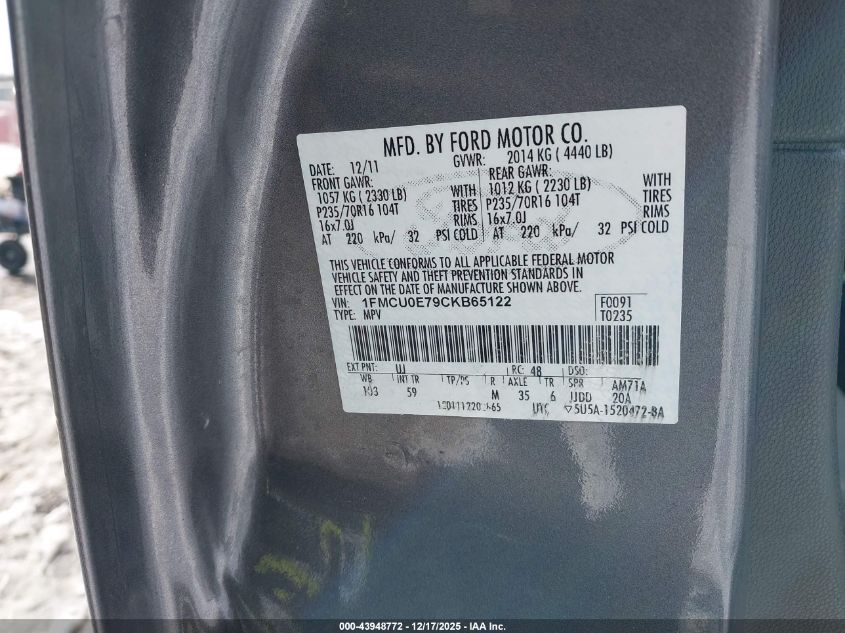 MFD. BY FORD MOTOR CO.
DATE: 12/11 GVWR: 2014 KG ( 4440 LB)
FRONT GAWR: REAR GAWR:
1057 KG ( 2330 LB) WITH 1012 KG ( 2230 LB) WITH
P235/70R16 104T TIRES P235/70R16 104T TIRES
16x7.0J RIMS 16x7.0J RIMS
AT 220 kPa/ 32 PSI COLD AT 220 kPa/ 32 PSI COLD
THIS VEHICLE CONFORMS TO ALL APPLICABLE FEDERAL MOTOR
VEHICLE SAFETY AND THEFT PREVENTION STANDARDS IN
EFFECT ON THE DATE OF MANUFACTURE SHOWN ABOVE.
VIN: 1FMCU0E79CKB65122 F0091
TYPE: MPV T0235
EXT PNT: UJ RC: 48 DSO:
WB INT TR TP/PS R AXLE TR SPR AM71A
103 59 M 35 6 JJDD 20A
5U5A-1520472-BA
000-43948772 - 12/17/2025 - IAA Inc.